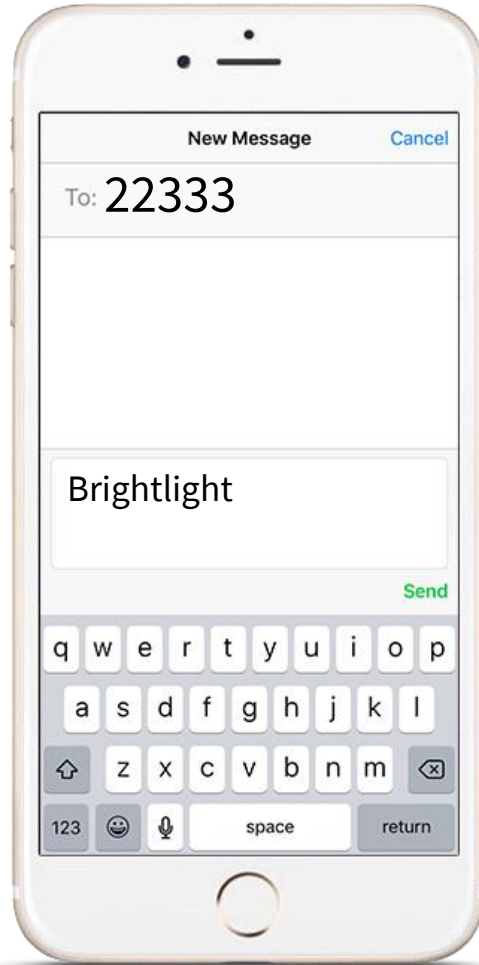 New Message Cancel
To: 22333
Brightlight
Send
q w e r t y u i o p
a s d f g h j k l
z x c v b n m
123 space return